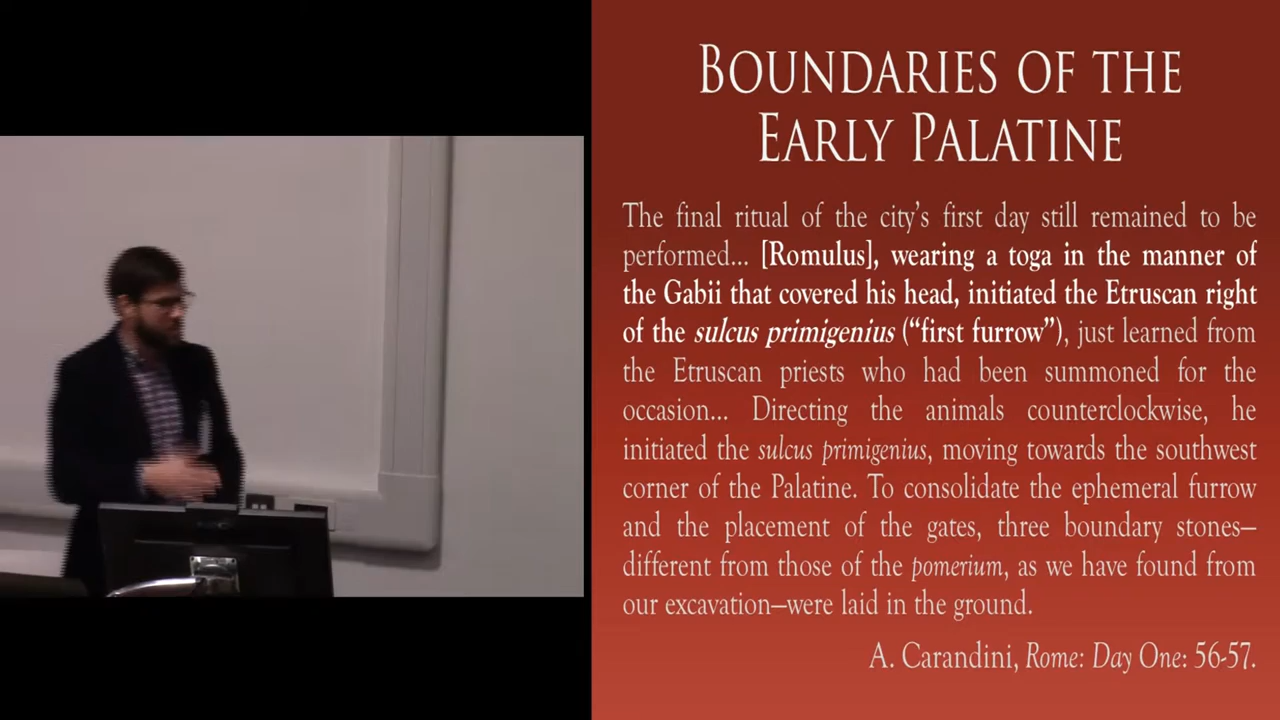 BOUNDARIES OF THE
EARLY PALATINE
The final ritual of the city's first day still remained to be
performed... [Romulus], wearing a toga in the manner of
the Gabii that covered his head, initiated the Etruscan right
of the sulcus primigenius (“first furrow”), just learned from
the Etruscan priests who had been summoned for the
occasion... Directing the animals counterclockwise, he
initiated the sulcus primigenius, moving towards the southwest
corner of the Palatine. To consolidate the ephemeral furrow
and the placement of the gates, three boundary stones—
different from those of the pomerium, as we have found from
our excavation—were laid in the ground.
A. Carandini, Rome: Day One: 56-57.